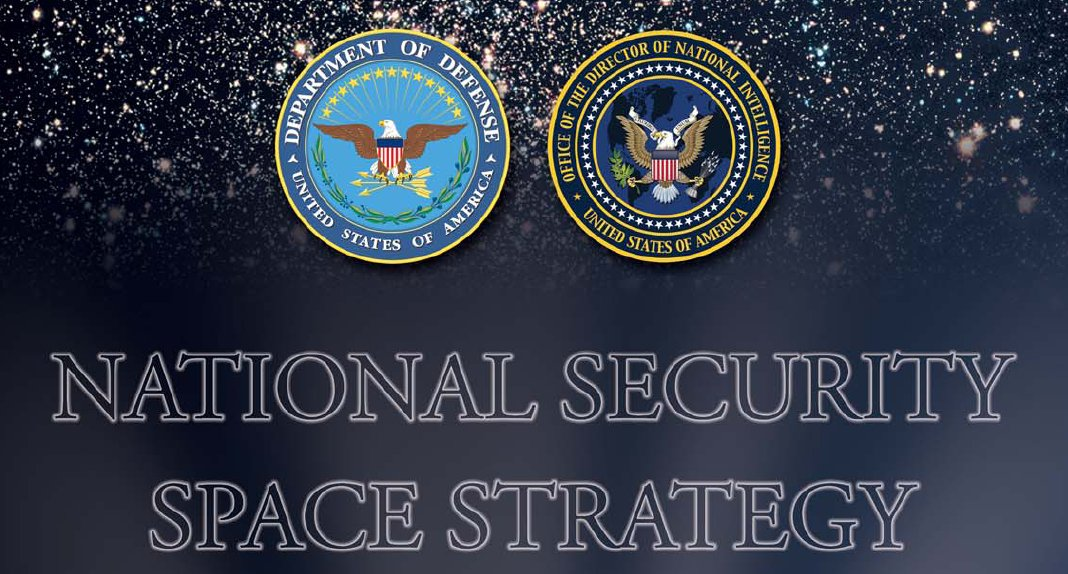 DEPARTMENT OF DEFENSE
UNITED STATES OF AMERICA
OFFICE OF THE DIRECTOR OF NATIONAL INTELLIGENCE
UNITED STATES OF AMERICA
NATIONAL SECURITY
SPACE STRATEGY